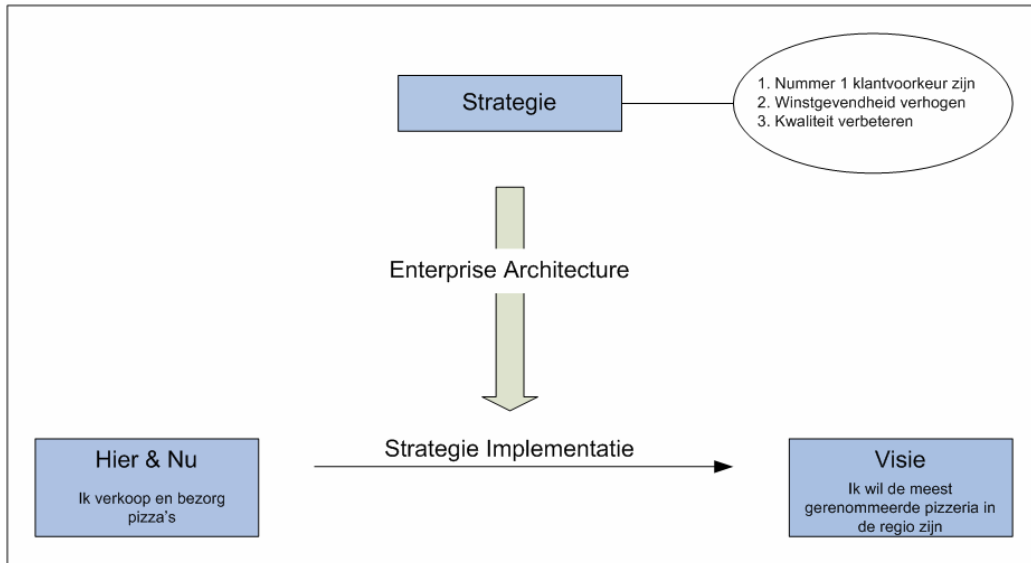 Strategie
1. Nummer 1 klantvoorkeur zijn
2. Winstgevendheid verhogen
3. Kwaliteit verbeteren
Enterprise Architecture
Strategie Implementatie
Hier & Nu
Ik verkoop en bezorg
pizza's
Visie
Ik wil de meest
gerenommeerde pizzeria in
de regio zijn